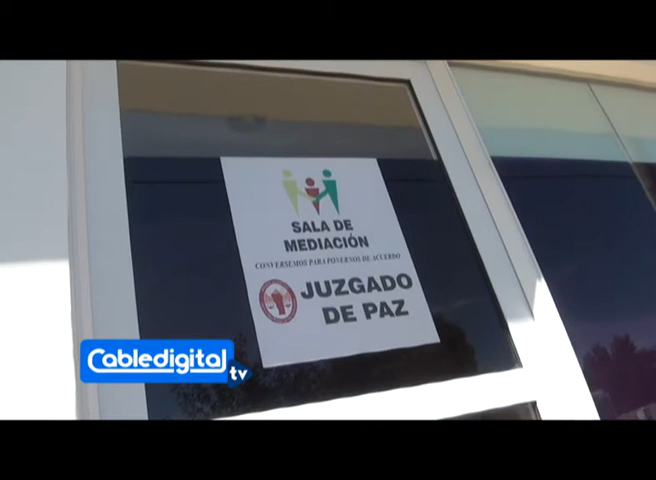 SALA DE
MEDIACIÓN
CONVERSEMOS PARA PONERNOS DE ACUERDO
JUZGADO
DE PAZ
Cabledigital
tv